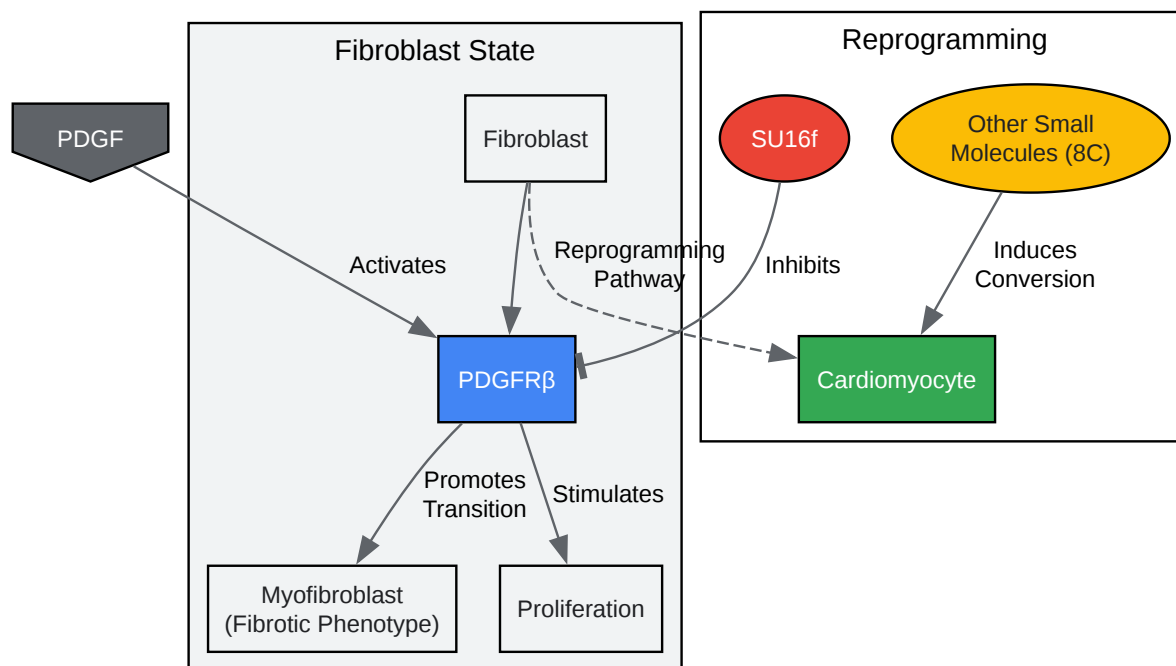 Fibroblast State
Reprogramming
PDGF
Fibroblast
SU16f
Other Small
Molecules (8C)
Activates
Reprogramming
Pathway
Inhibits
Induces
Conversion
PDGFRβ
Cardiomyocyte
Promotes
Transition
Stimulates
Myofibroblast
(Fibrotic Phenotype)
Proliferation